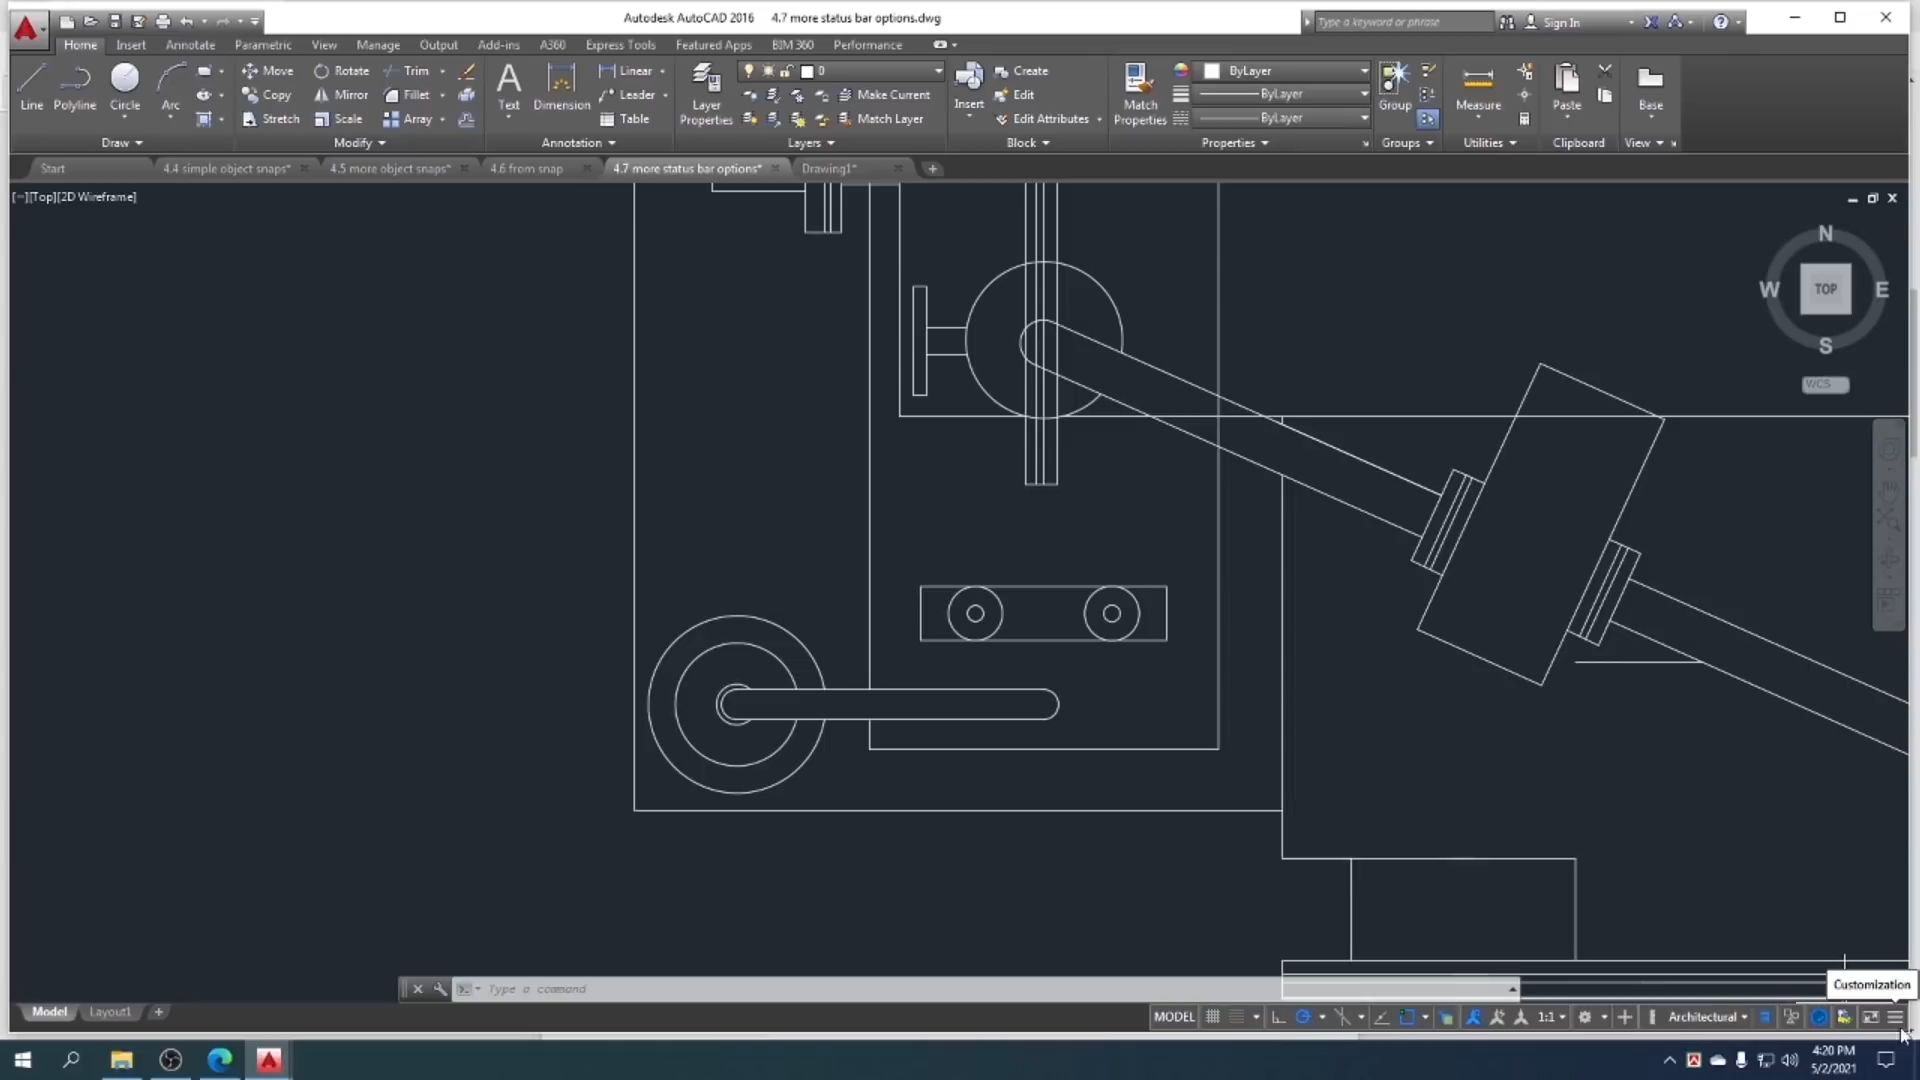 Autodesk AutoCAD 2016 4.7 more status bar options.dwg
Type a keyword or phrase
Sign In
Home Insert Annotate Parametric View Manage Output Add-ins A360 Express Tools Featured Apps BIM 360 Performance
Line Polyline Circle Arc
Move Rotate Trim
Copy Mirror Fillet
Stretch Scale Array
Text Dimension
Linear
Leader
Table
Layer Properties
0
Make Current
Match Layer
Insert
Create
Edit
Edit Attributes
Match Properties
ByLayer
ByLayer
ByLayer
Group
Measure
Paste
Base
Draw Modify Annotation Layers Block Properties Groups Utilities Clipboard View
Start 4.4 simple object snaps* 4.5 more object snaps* 4.6 from snap 4.7 more status bar options* Drawing1*
[−][Top][2D Wireframe]
N
W TOP E
S
WCS
Type a command
Customization
Model Layout1
MODEL 1:1 Architectural
4:20 PM
5/2/2021